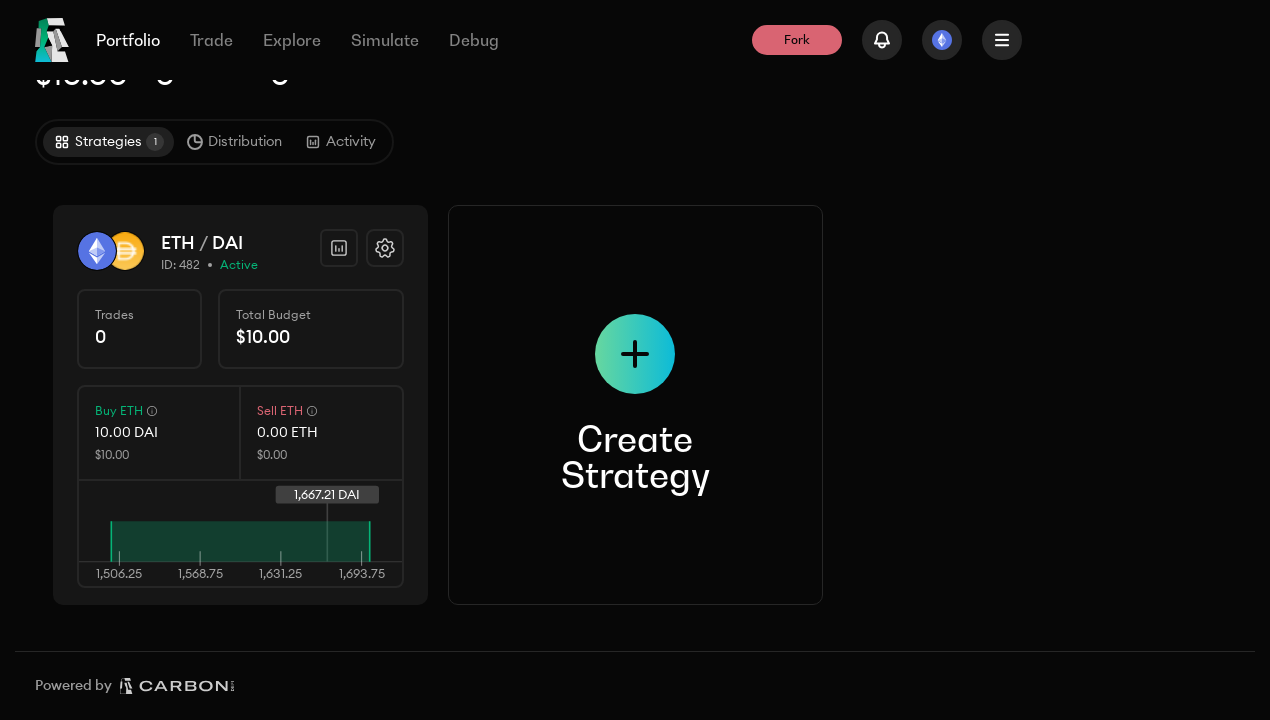 Portfolio Trade Explore Simulate Debug Fork
Strategies 1 Distribution Activity
ETH / DAI
ID: 482 • Active
Trades
0
Total Budget
$10.00
Buy ETH
10.00 DAI
$10.00
Sell ETH
0.00 ETH
$0.00
1,667.21 DAI
1,506.25 1,568.75 1,631.25 1,693.75
Create
Strategy
Powered by CARBON